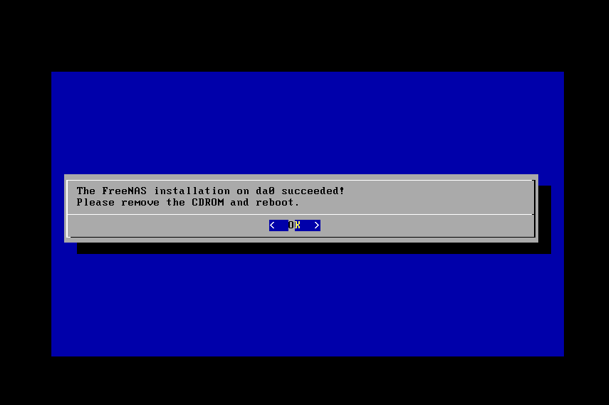 The FreeNAS installation on da0 succeeded!
Please remove the CDROM and reboot.
<  OK  >